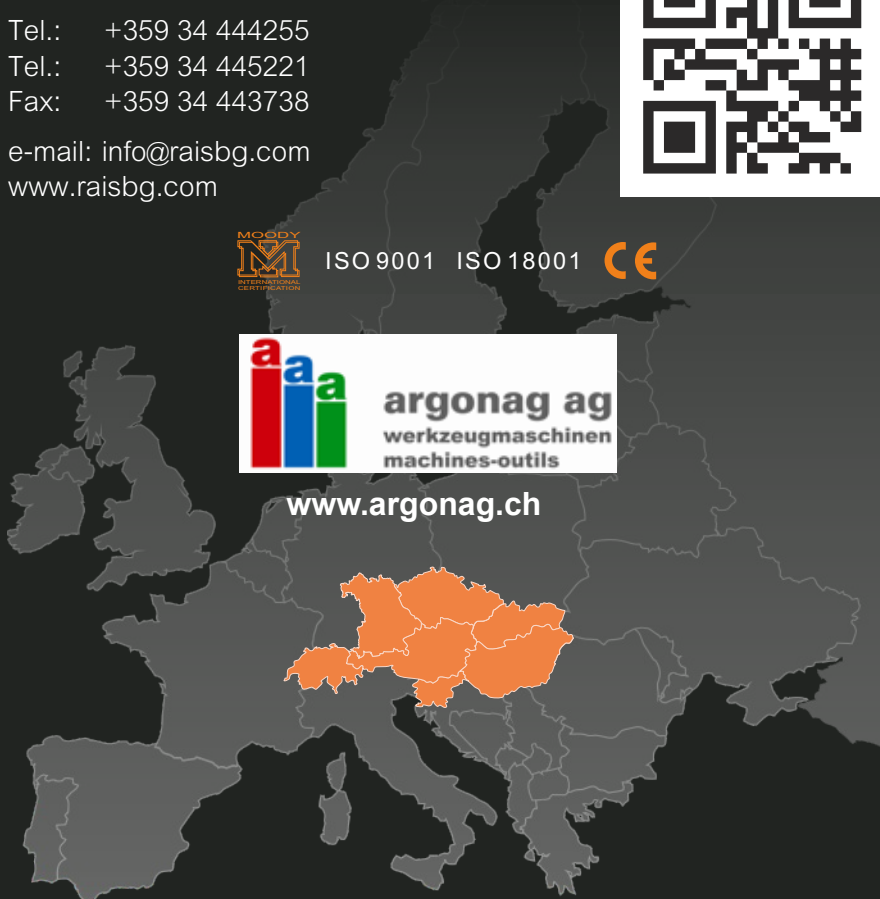 Tel.: +359 34 444255
Tel.: +359 34 445221
Fax: +359 34 443738
e-mail: info@raisbg.com
www.raisbg.com
MOODY
INTERNATIONAL
CERTIFICATION
ISO 9001 ISO 18001 CE
a
a
a
argonag ag
werkzeugmaschinen
machines-outils
www.argonag.ch